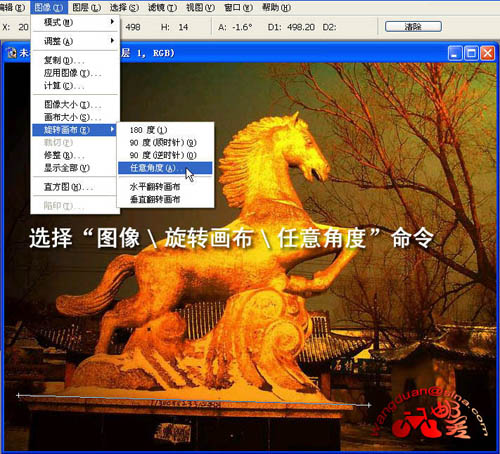 编辑(E) 图像(I) 图层(L) 选择(S) 滤镜(T) 视图(V) 窗口(W) 帮助(H)
X: 20 498 H: 14 A: -1.6° D1: 498.20 D2: 清除
模式(M)
调整(A)
复制(D)...
应用图像(Y)...
计算(C)...
图像大小(I)...
画布大小(S)...
旋转画布(E)
裁切(P)
修整(R)...
显示全部(V)
直方图(H)...
陷印(T)...
层 1, RGB)
180 度(1)
90 度(顺时针)(9)
90 度(逆时针)(0)
任意角度(A)...
水平翻转画布
垂直翻转画布
选择“图像\旋转画布\任意角度”命令